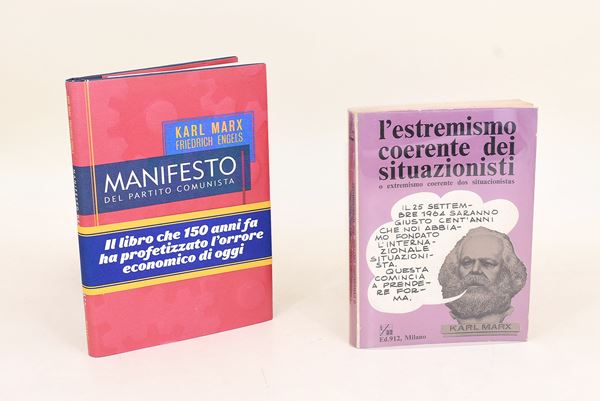 KARL MARX
FRIEDRICH ENGELS
MANIFESTO
DEL PARTITO COMUNISTA
Il libro che 150 anni fa
ha profetizzato l'orrore
economico di oggi
l'estremismo
coerente dei
situazionisti
o extremismo coerente dos situacionistas
IL 25 SETTEM-
BRE 1964 SARANNO
GIUSTO CENT'ANNI
CHE NOI ABBIA-
MO FONDATO
L'INTERNA-
ZIONALE
SITUAZIONI-
STA.
QUESTA
COMINCIA
A PRENDE-
RE FOR-
MA.
KARL MARX
Ed.912, Milano